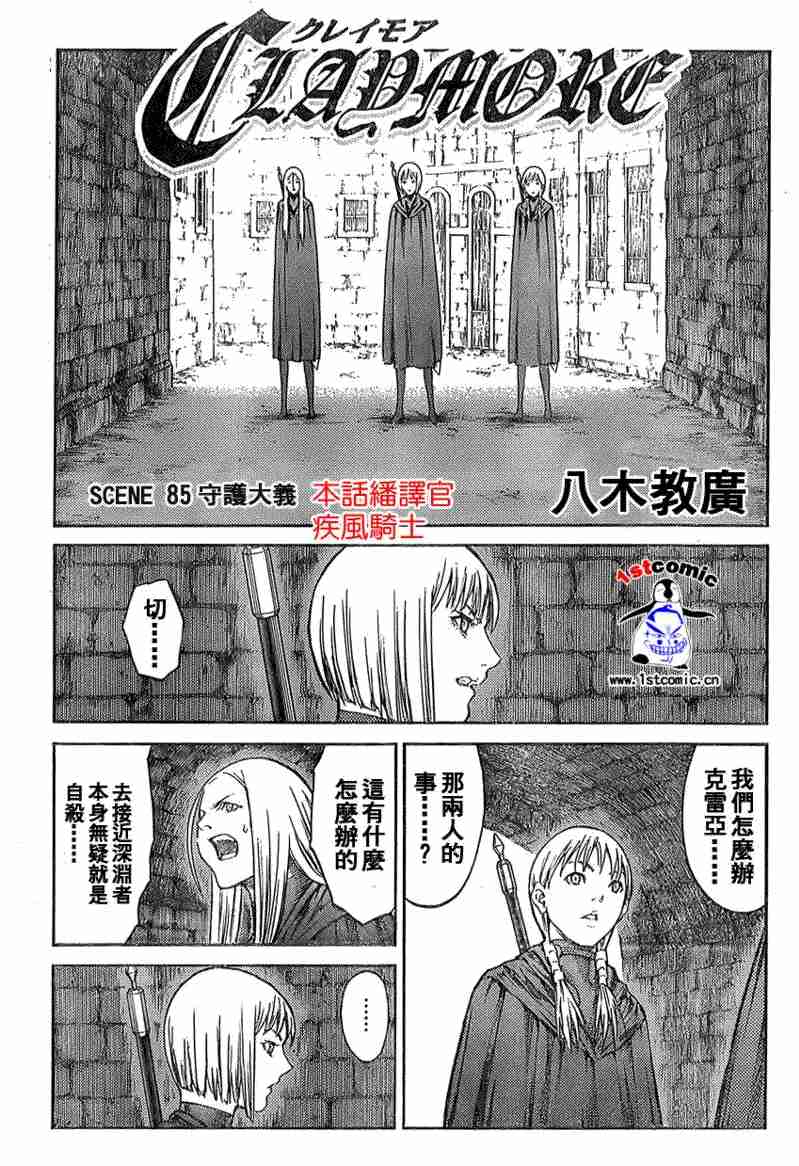 クレイモア
CLAYMORE
SCENE 85 守護大義
本話繙譯官
疾風騎士
八木教廣
1stcomic
www.1stcomic.cn
切……
我們怎麼辦
克雷亞……
那兩人的
事……?
這有什麼
怎麼辦的
去接近深淵者
本身無疑就是
自殺…
……